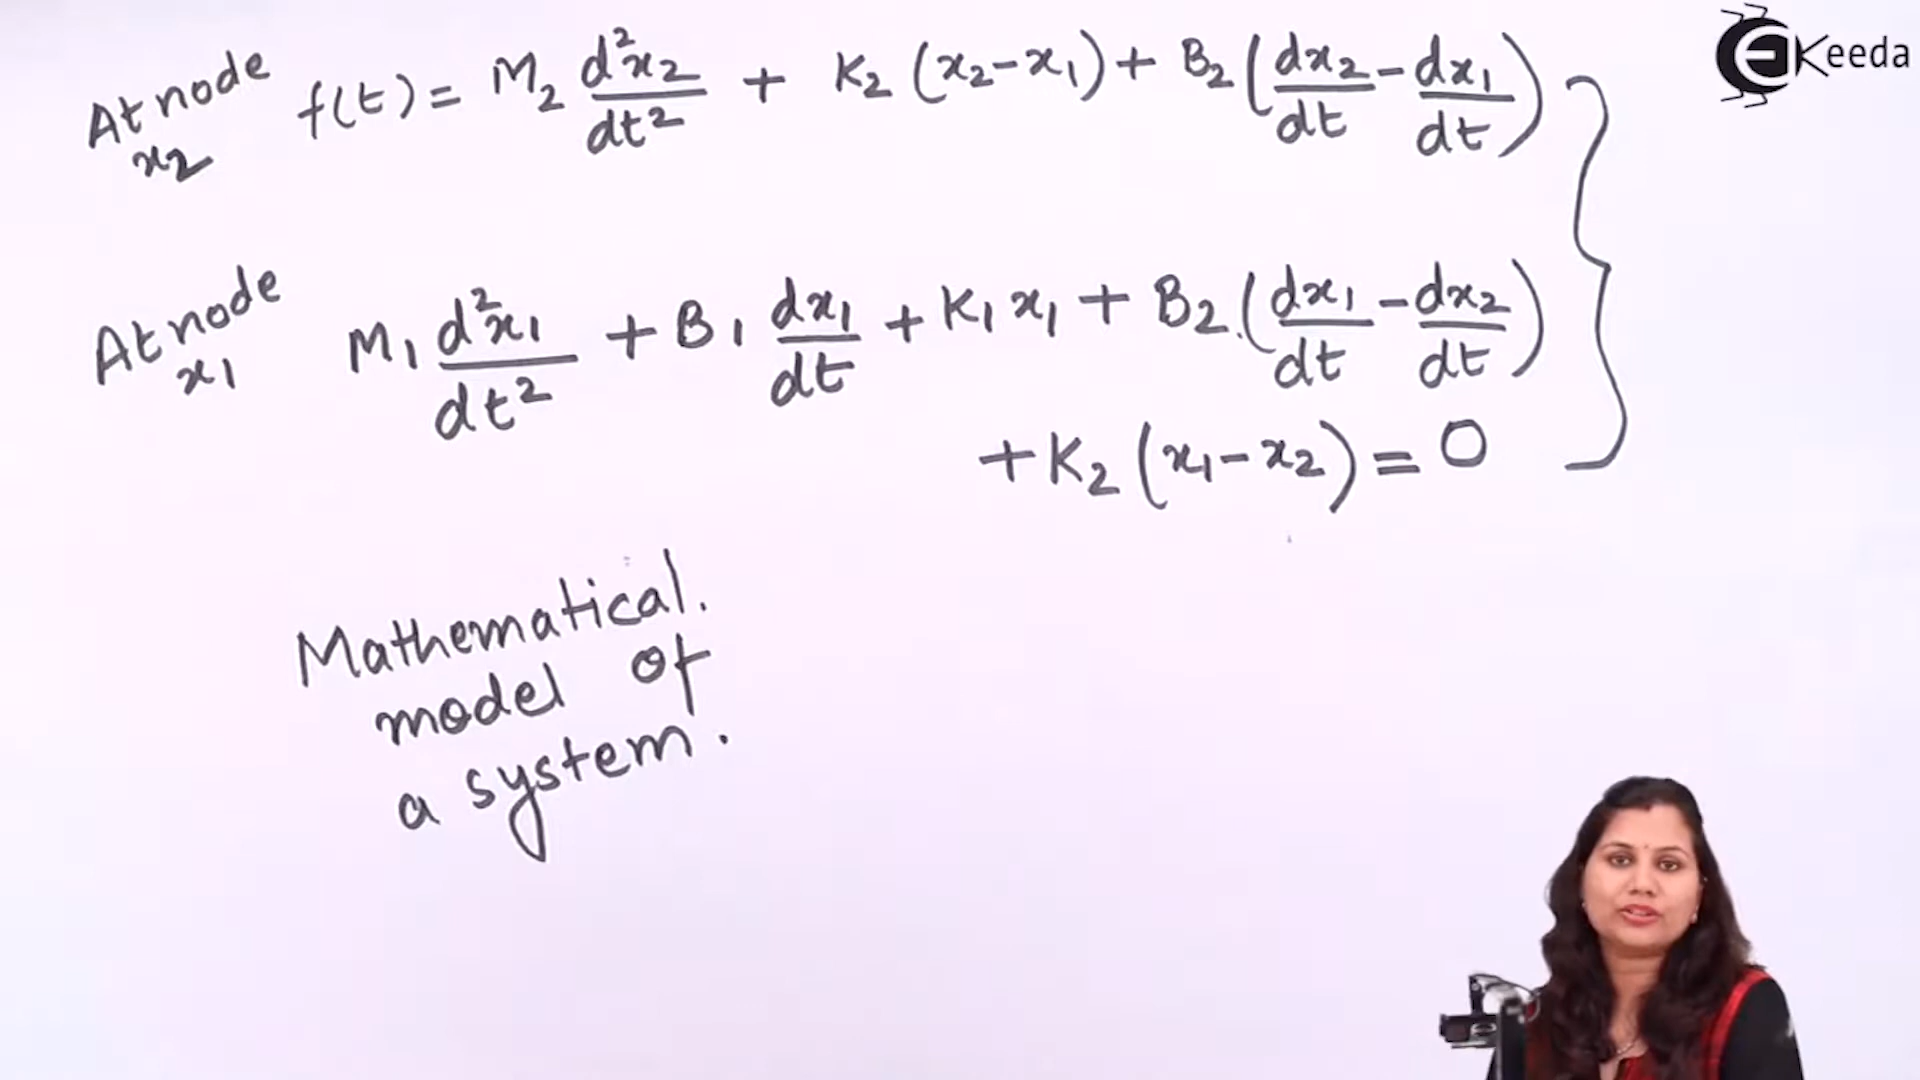 EKeeda
At node x₂ f(t) = M₂ d²x₂/dt² + K₂ (x₂ - x₁) + B₂ (dx₂/dt - dx₁/dt)
At node x₁ M₁ d²x₁/dt² + B₁ dx₁/dt + K₁ x₁ + B₂ (dx₁/dt - dx₂/dt)
+ K₂ (x₁ - x₂) = 0
Mathematical.
model of
a system.